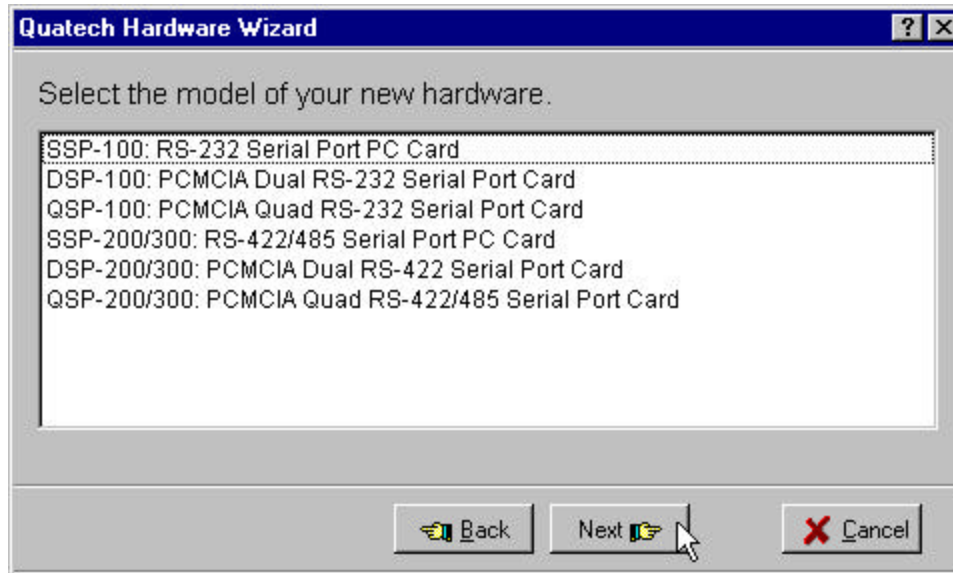 Quatech Hardware Wizard
Select the model of your new hardware.
SSP-100: RS-232 Serial Port PC Card
DSP-100: PCMCIA Dual RS-232 Serial Port Card
QSP-100: PCMCIA Quad RS-232 Serial Port Card
SSP-200/300: RS-422/485 Serial Port PC Card
DSP-200/300: PCMCIA Dual RS-422 Serial Port Card
QSP-200/300: PCMCIA Quad RS-422/485 Serial Port Card
Back Next Cancel